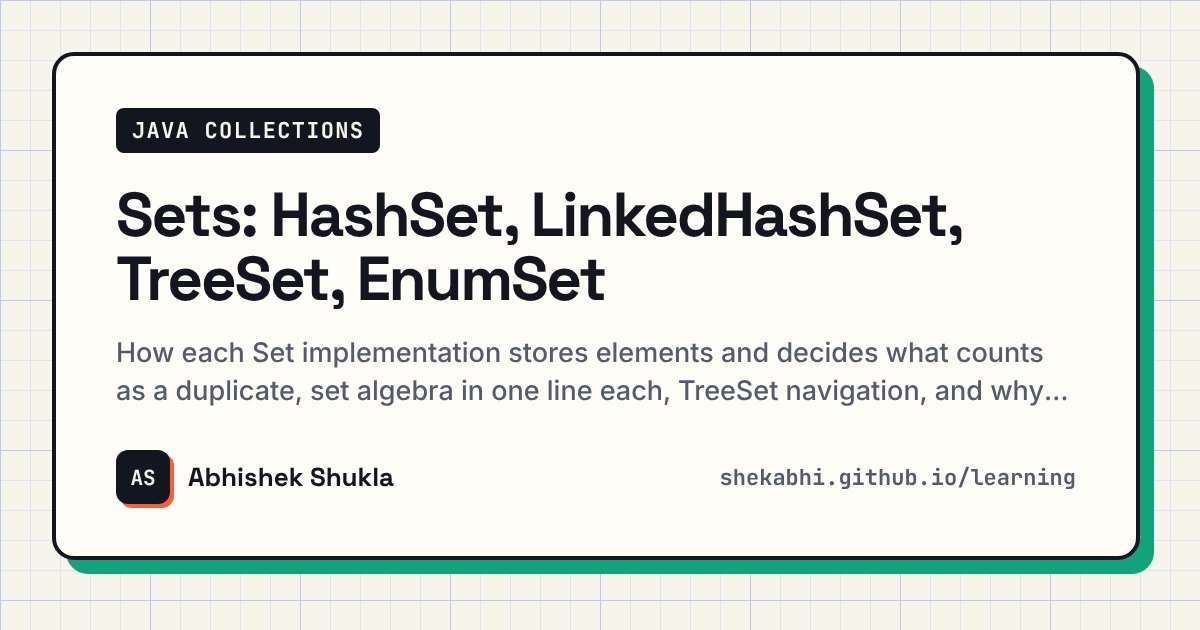 JAVA COLLECTIONS
Sets: HashSet, LinkedHashSet,
TreeSet, EnumSet
How each Set implementation stores elements and decides what counts
as a duplicate, set algebra in one line each, TreeSet navigation, and why...
AS
Abhishek Shukla
shekabhi.github.io/learning